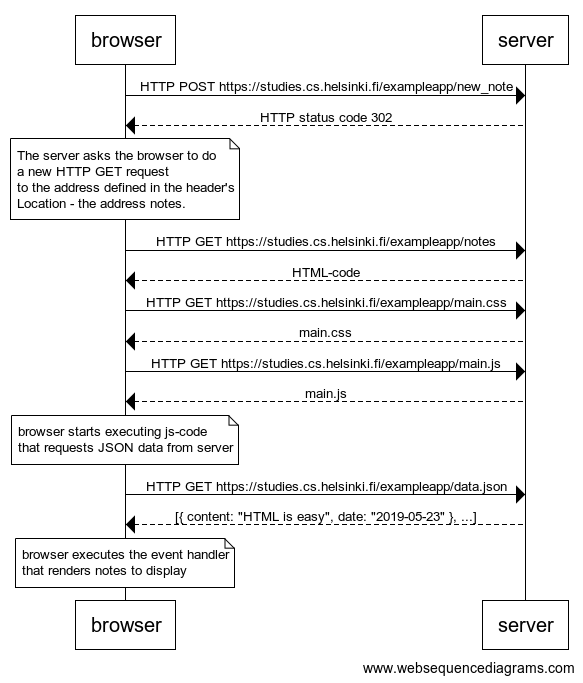 browser
server
HTTP POST https://studies.cs.helsinki.fi/exampleapp/new_note
HTTP status code 302
The server asks the browser to do
a new HTTP GET request
to the address defined in the header's
Location - the address notes.
HTTP GET https://studies.cs.helsinki.fi/exampleapp/notes
HTML-code
HTTP GET https://studies.cs.helsinki.fi/exampleapp/main.css
main.css
HTTP GET https://studies.cs.helsinki.fi/exampleapp/main.js
main.js
browser starts executing js-code
that requests JSON data from server
HTTP GET https://studies.cs.helsinki.fi/exampleapp/data.json
[{ content: "HTML is easy", date: "2019-05-23" }, ...]
browser executes the event handler
that renders notes to display
browser
server
www.websequencediagrams.com